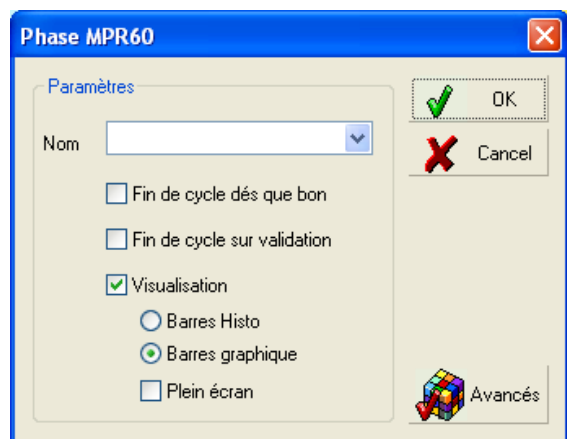 Phase MPR60
Paramètres
OK
Nom
Cancel
Fin de cycle dés que bon
Fin de cycle sur validation
Visualisation
Barres Histo
Barres graphique
Plein écran
Avancés